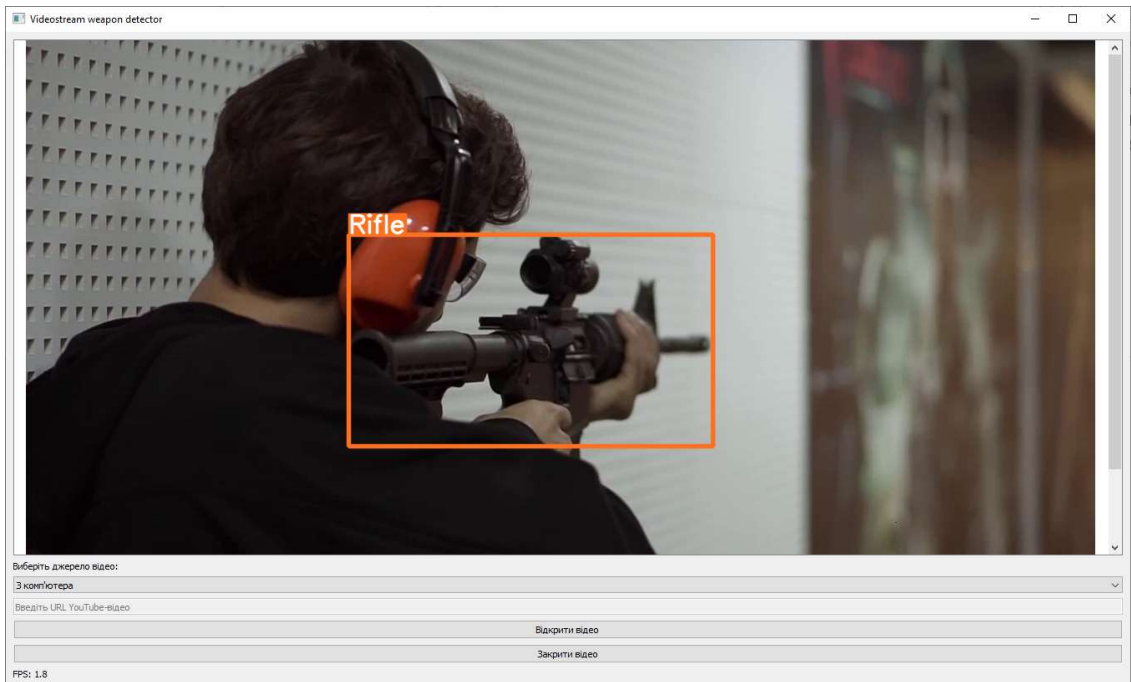 Videostream weapon detector
Rifle
Виберіть джерело відео:
З комп'ютера
Введіть URL YouTube-відео
Відкрити відео
Закрити відео
FPS: 1.8